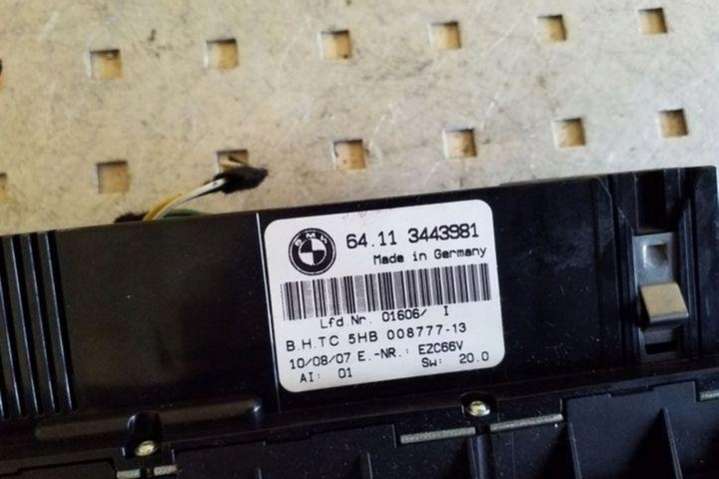 BMW
64.11 3443981
Made in Germany
Lfd.Nr. 01606/ I
B.H.TC 5HB 008777-13
10/08/07 E.-NR.: EZC66V
AI: 01 SW: 20.0